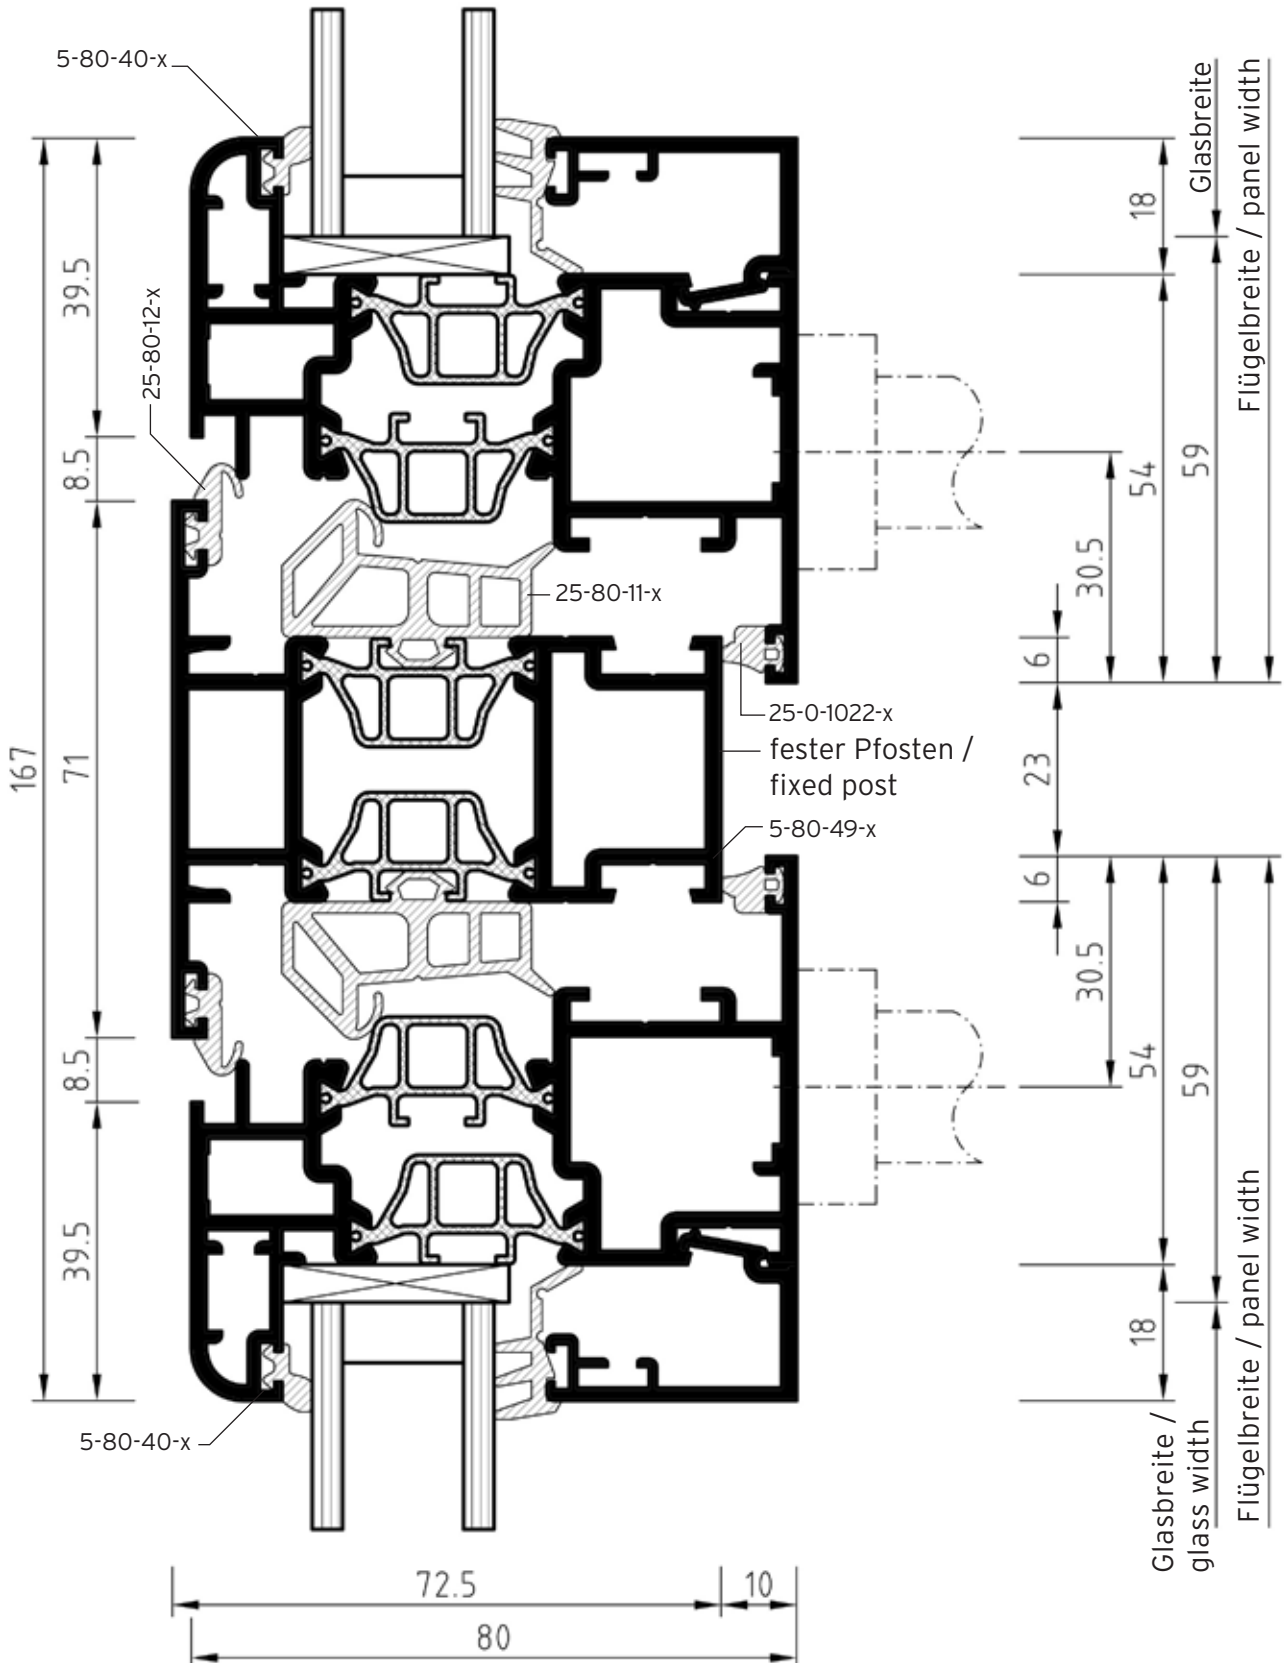 5-80-40-x
Glasbreite
Flügelbreite / panel width
18
39.5
25-80-12-x
8.5
54
59
30.5
25-80-11-x
6
25-0-1022-x
fester Pfosten /
fixed post
167
71
23
5-80-49-x
6
30.5
8.5
54
59
39.5
18
5-80-40-x
Glasbreite /
glass width
Flügelbreite / panel width
72.5
10
80